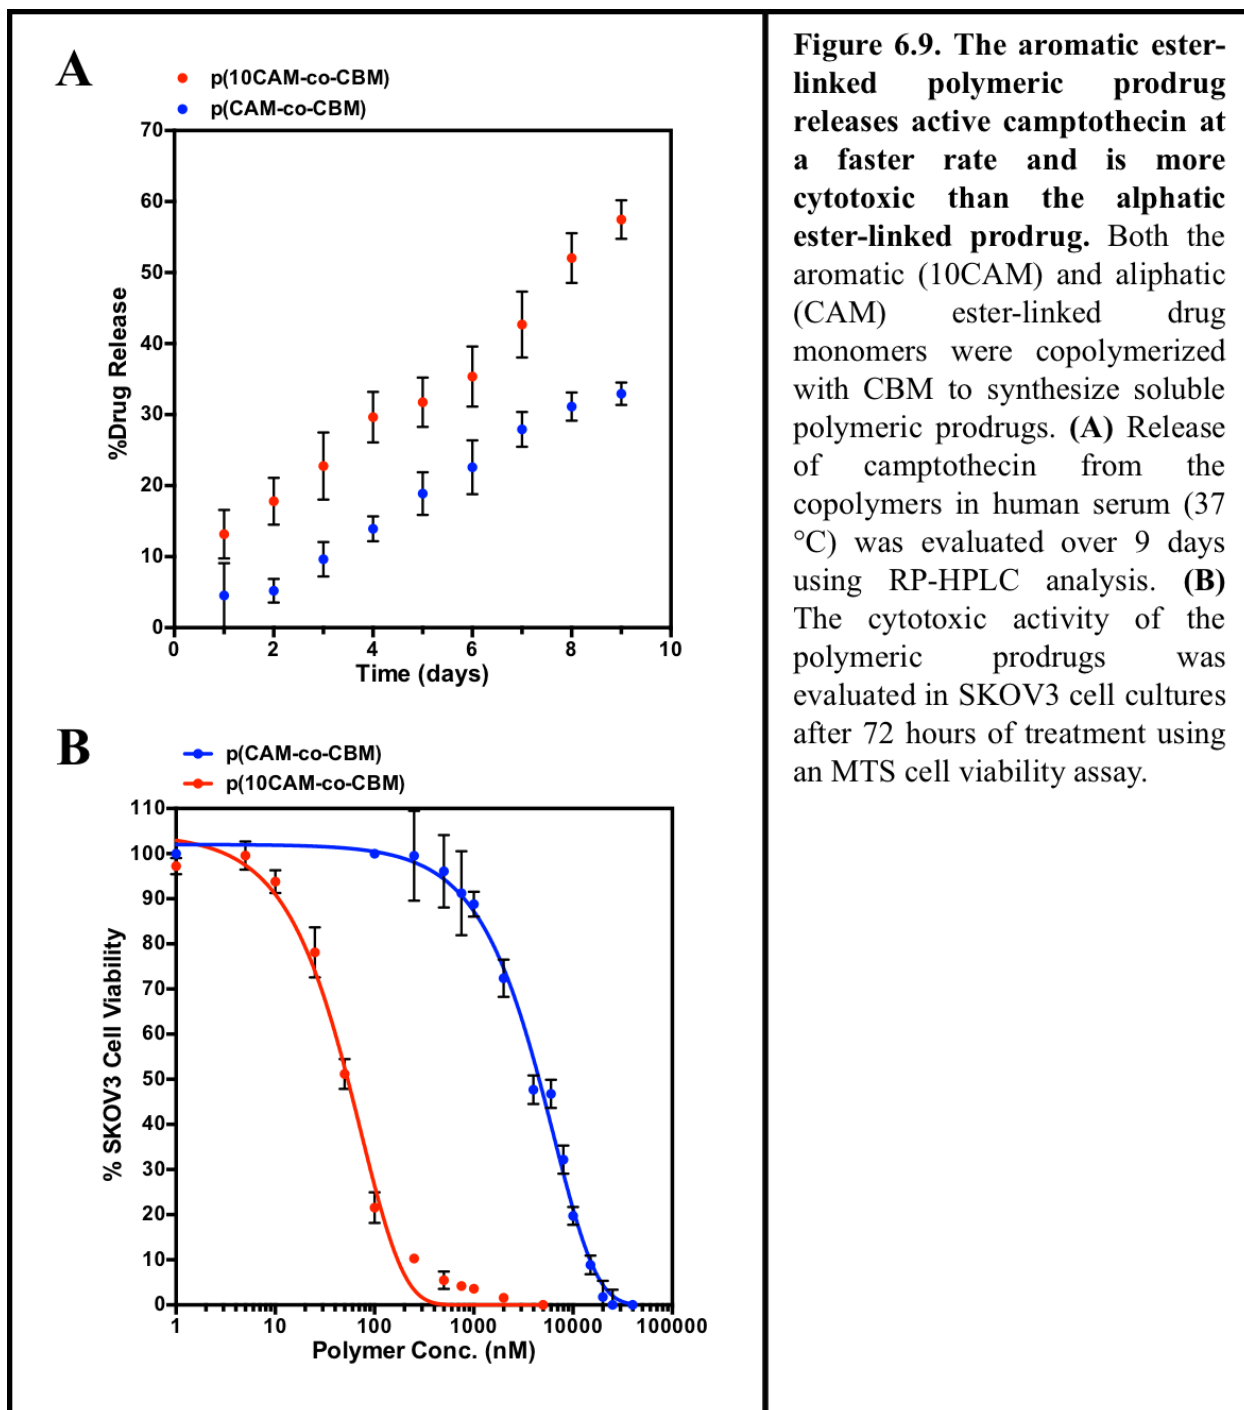 A
p(10CAM-co-CBM)
p(CAM-co-CBM)
70
60
50
40
30
20
10
0
%Drug Release
0 2 4 6 8 10
Time (days)
B
p(CAM-co-CBM)
p(10CAM-co-CBM)
110
100
90
80
70
60
50
40
30
20
10
0
% SKOV3 Cell Viability
1 10 100 1000 10000 100000
Polymer Conc. (nM)
Figure 6.9. The aromatic ester-
linked polymeric prodrug
releases active camptothecin at
a faster rate and is more
cytotoxic than the alphatic
ester-linked prodrug. Both the
aromatic (10CAM) and aliphatic
(CAM) ester-linked drug
monomers were copolymerized
with CBM to synthesize soluble
polymeric prodrugs. (A) Release
of camptothecin from the
copolymers in human serum (37
°C) was evaluated over 9 days
using RP-HPLC analysis. (B)
The cytotoxic activity of the
polymeric prodrugs was
evaluated in SKOV3 cell cultures
after 72 hours of treatment using
an MTS cell viability assay.